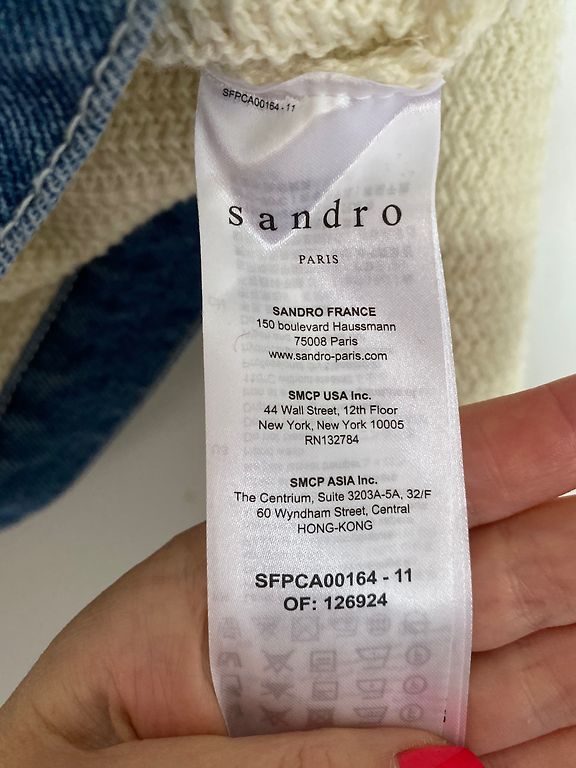 SFPCA00164 - 11
sandro
PARIS
SANDRO FRANCE
150 boulevard Haussmann
75008 Paris
www.sandro-paris.com
SMCP USA Inc.
44 Wall Street, 12th Floor
New York, New York 10005
RN132784
SMCP ASIA Inc.
The Centrium, Suite 3203A-5A, 32/F
60 Wyndham Street, Central
HONG-KONG
SFPCA00164 - 11
OF: 126924